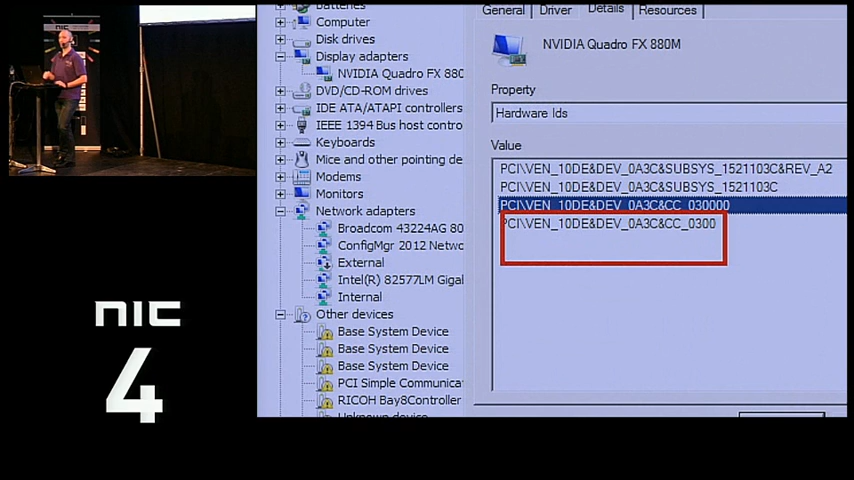 NIC
Batteries
Computer
Disk drives
Display adapters
NVIDIA Quadro FX 880
DVD/CD-ROM drives
IDE ATA/ATAPI controllers
IEEE 1394 Bus host contro
Keyboards
Mice and other pointing de
Modems
Monitors
Network adapters
Broadcom 43224AG 80
ConfigMgr 2012 Netwo
External
Intel(R) 82577LM Gigal
Internal
Other devices
Base System Device
Base System Device
Base System Device
PCI Simple Communica
RICOH Bay8Controller
Unknown device
General Driver Details Resources
NVIDIA Quadro FX 880M
Property
Hardware Ids
Value
PCI\VEN_10DE&DEV_0A3C&SUBSYS_1521103C&REV_A2
PCI\VEN_10DE&DEV_0A3C&SUBSYS_1521103C
PCI\VEN_10DE&DEV_0A3C&CC_030000
PCI\VEN_10DE&DEV_0A3C&CC_0300
NIC
4